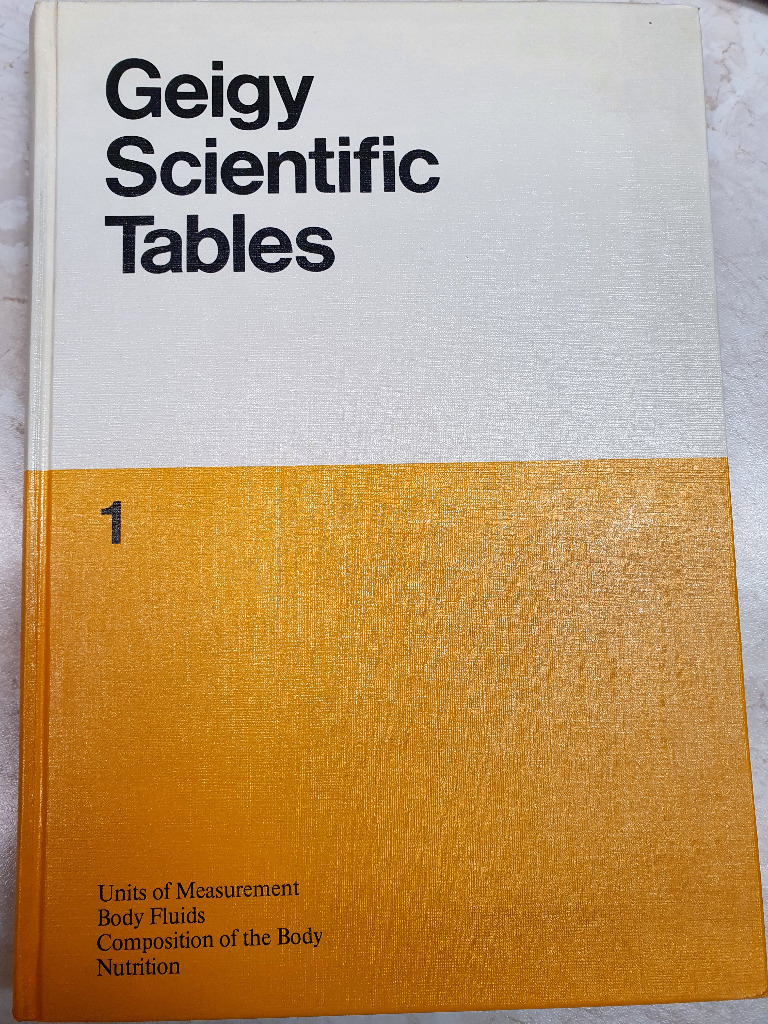 Geigy
Scientific
Tables
1
Units of Measurement
Body Fluids
Composition of the Body
Nutrition